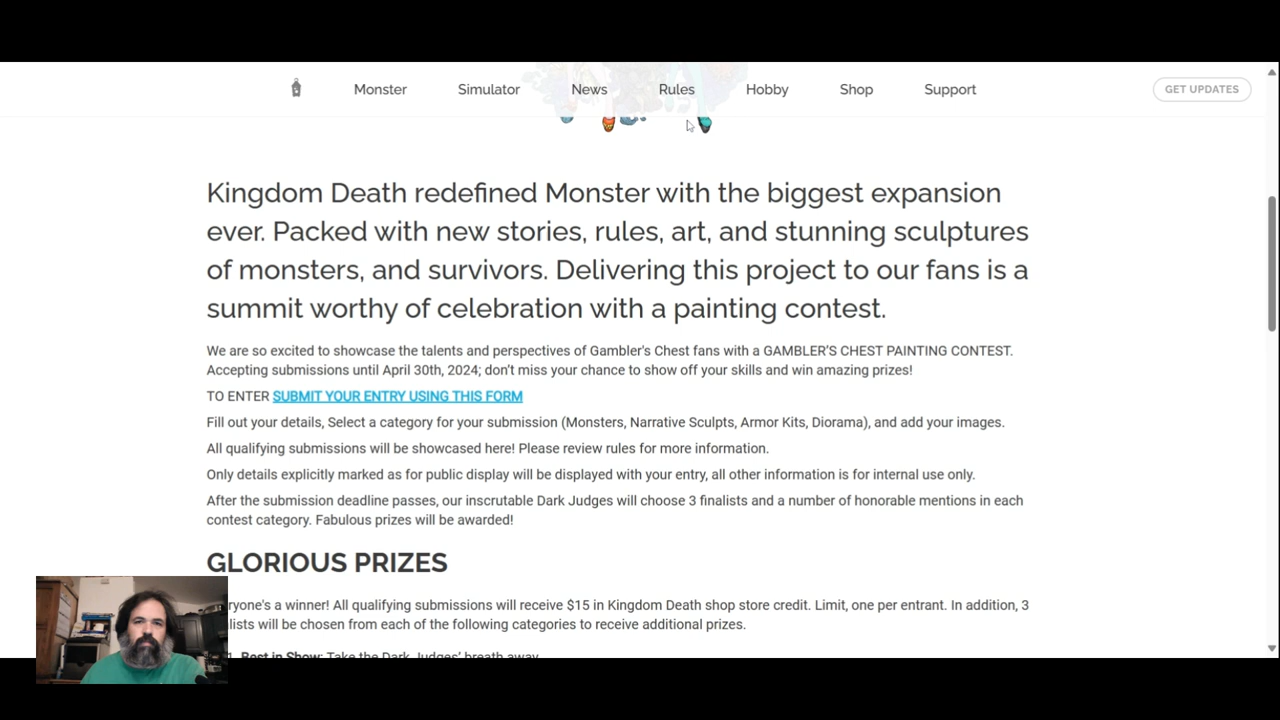 Monster Simulator News Rules Hobby Shop Support GET UPDATES
Kingdom Death redefined Monster with the biggest expansion
ever. Packed with new stories, rules, art, and stunning sculptures
of monsters, and survivors. Delivering this project to our fans is a
summit worthy of celebration with a painting contest.
We are so excited to showcase the talents and perspectives of Gambler's Chest fans with a GAMBLER'S CHEST PAINTING CONTEST.
Accepting submissions until April 30th, 2024; don't miss your chance to show off your skills and win amazing prizes!
TO ENTER SUBMIT YOUR ENTRY USING THIS FORM
Fill out your details, Select a category for your submission (Monsters, Narrative Sculpts, Armor Kits, Diorama), and add your images.
All qualifying submissions will be showcased here! Please review rules for more information.
Only details explicitly marked as for public display will be displayed with your entry, all other information is for internal use only.
After the submission deadline passes, our inscrutable Dark Judges will choose 3 finalists and a number of honorable mentions in each
contest category. Fabulous prizes will be awarded!
GLORIOUS PRIZES
ryone's a winner! All qualifying submissions will receive $15 in Kingdom Death shop store credit. Limit, one per entrant. In addition, 3
lists will be chosen from each of the following categories to receive additional prizes.
1. Best in Show: Take the Dark Judges' breath away